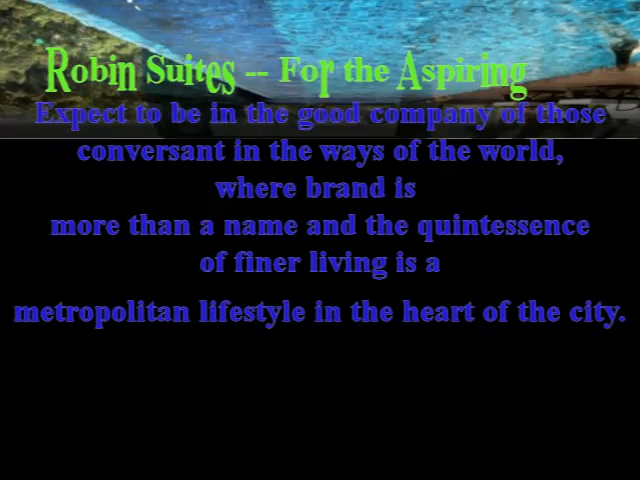 Robin Suites -- For the Aspiring
Expect to be in the good company of those
conversant in the ways of the world,
where brand is
more than a name and the quintessence
of finer living is a
metropolitan lifestyle in the heart of the city.